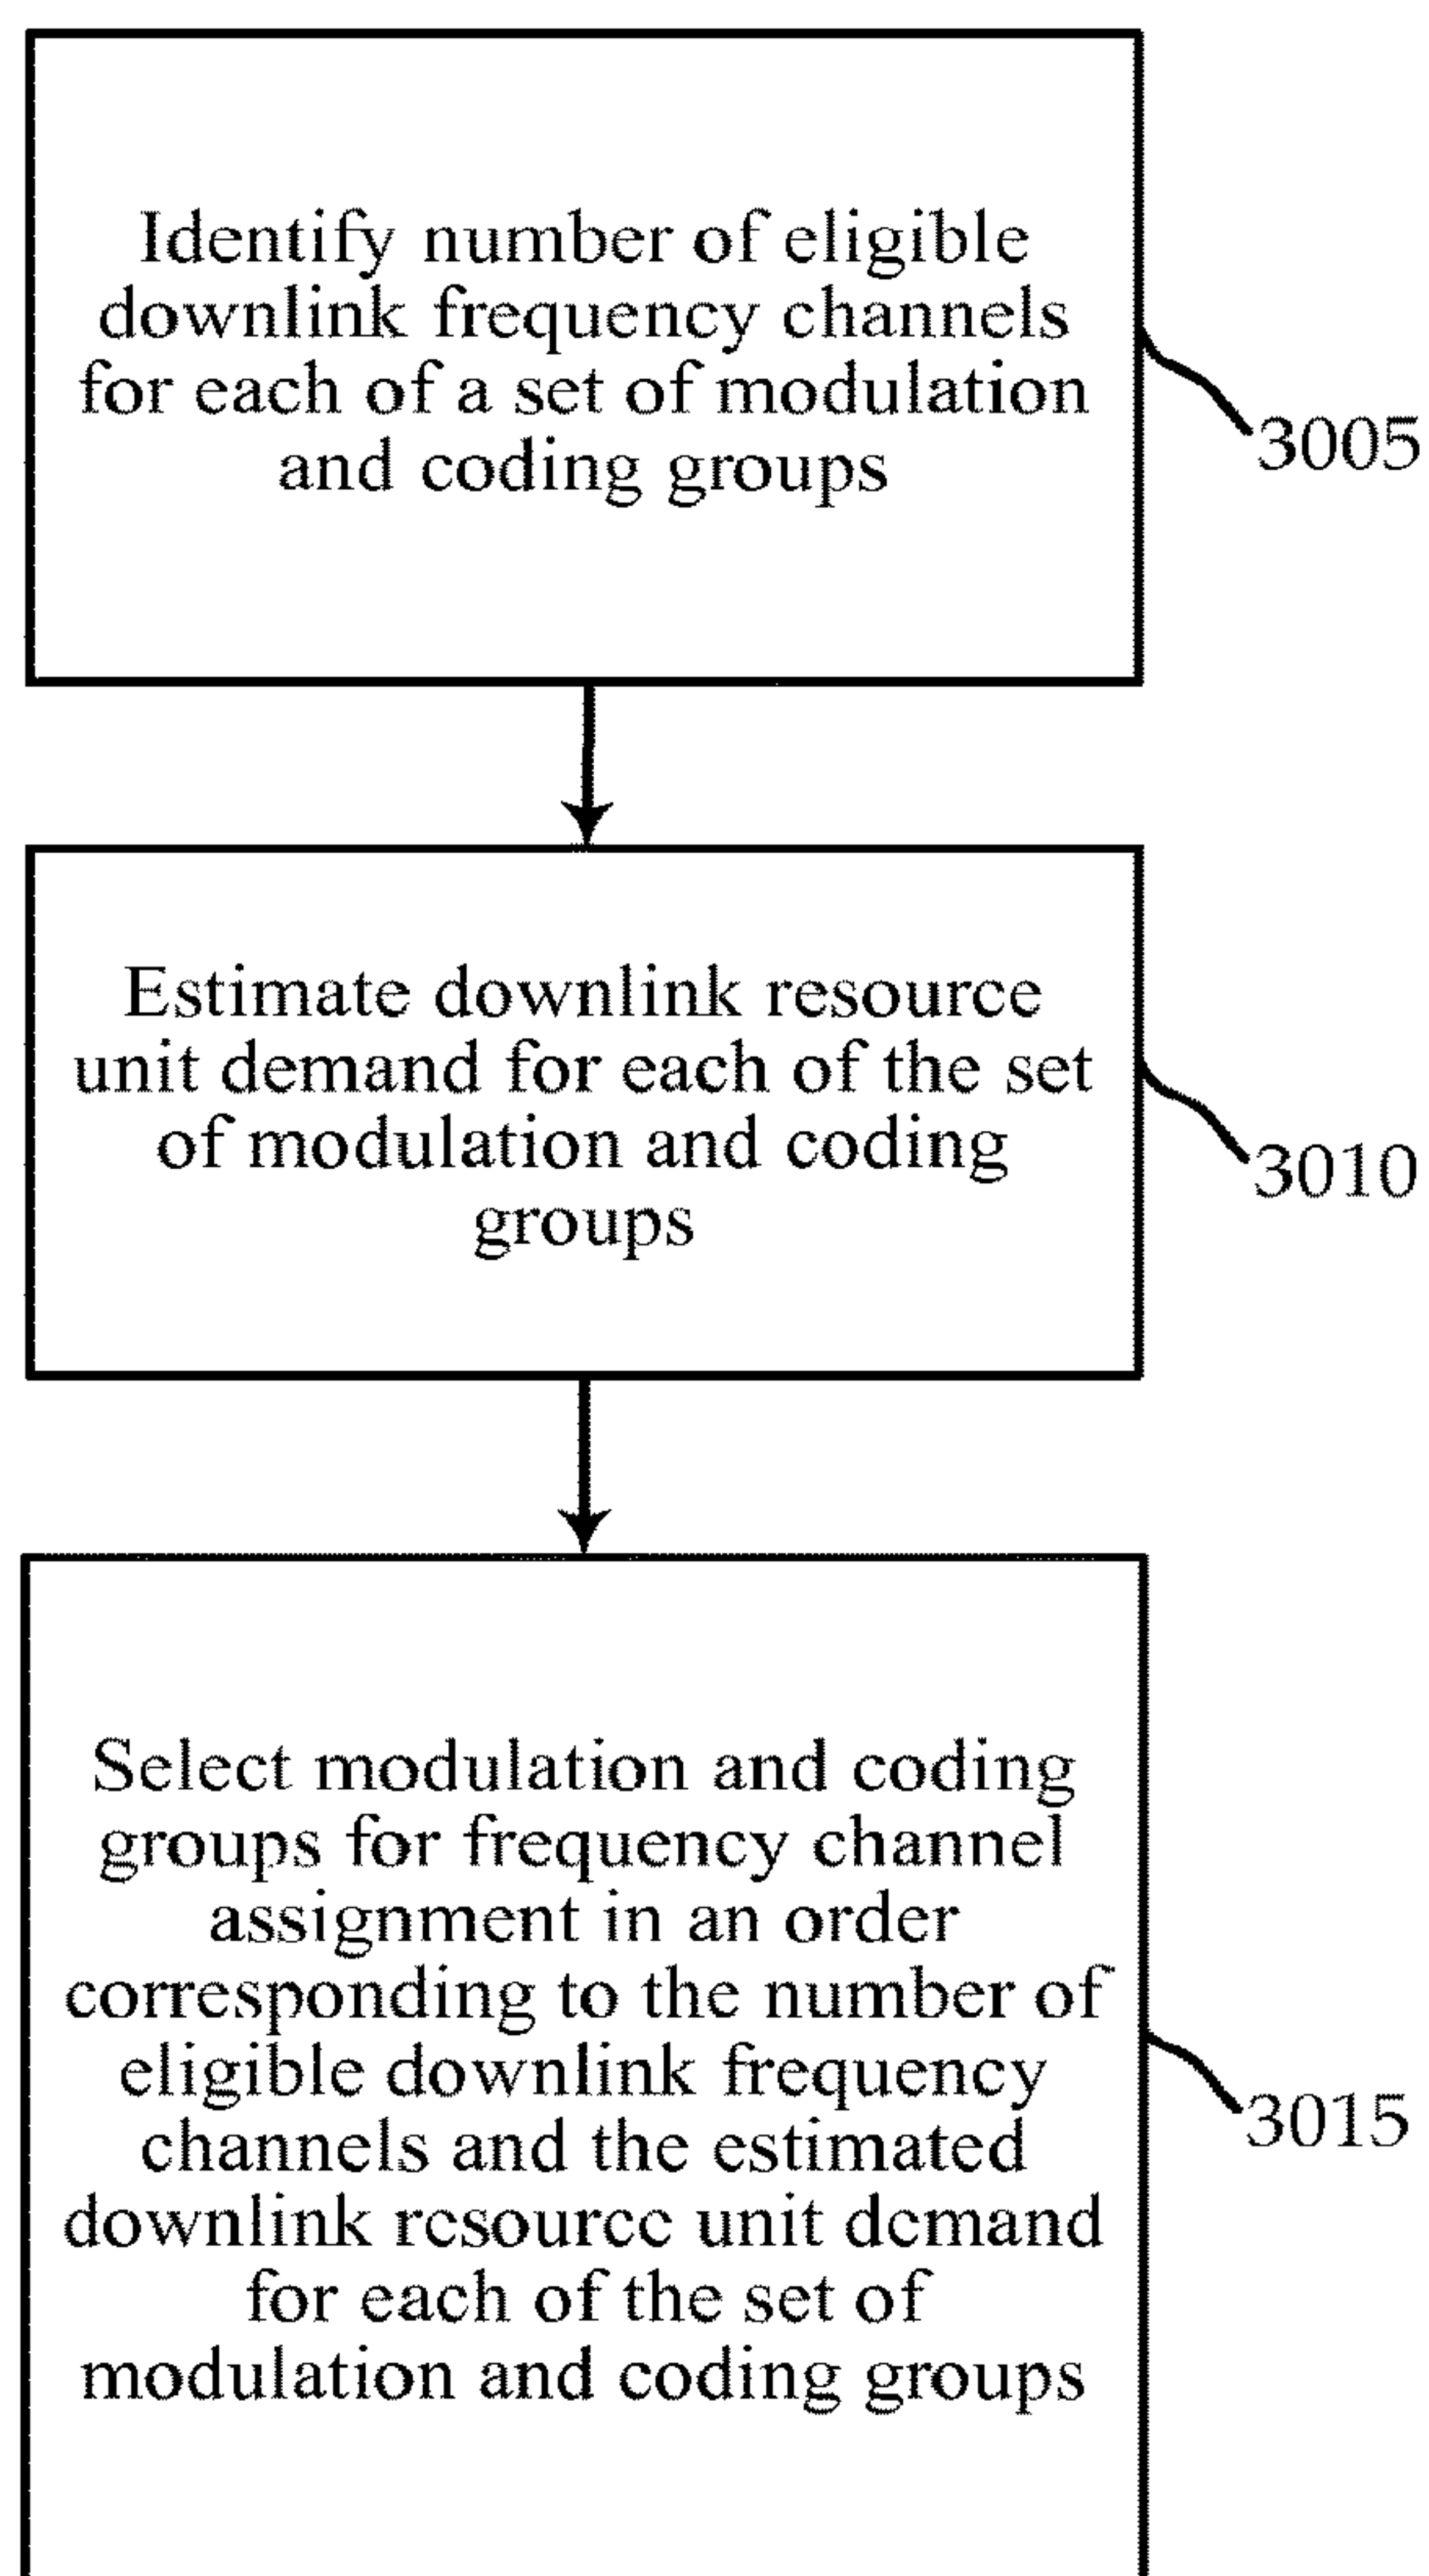 Identify number of eligible
downlink frequency channels
for each of a set of modulation
and coding groups
3005
Estimate downlink resource
unit demand for each of the set
of modulation and coding
groups
3010
Select modulation and coding
groups for frequency channel
assignment in an order
corresponding to the number of
eligible downlink frequency
channels and the estimated
downlink resource unit demand
for each of the set of
modulation and coding groups
3015